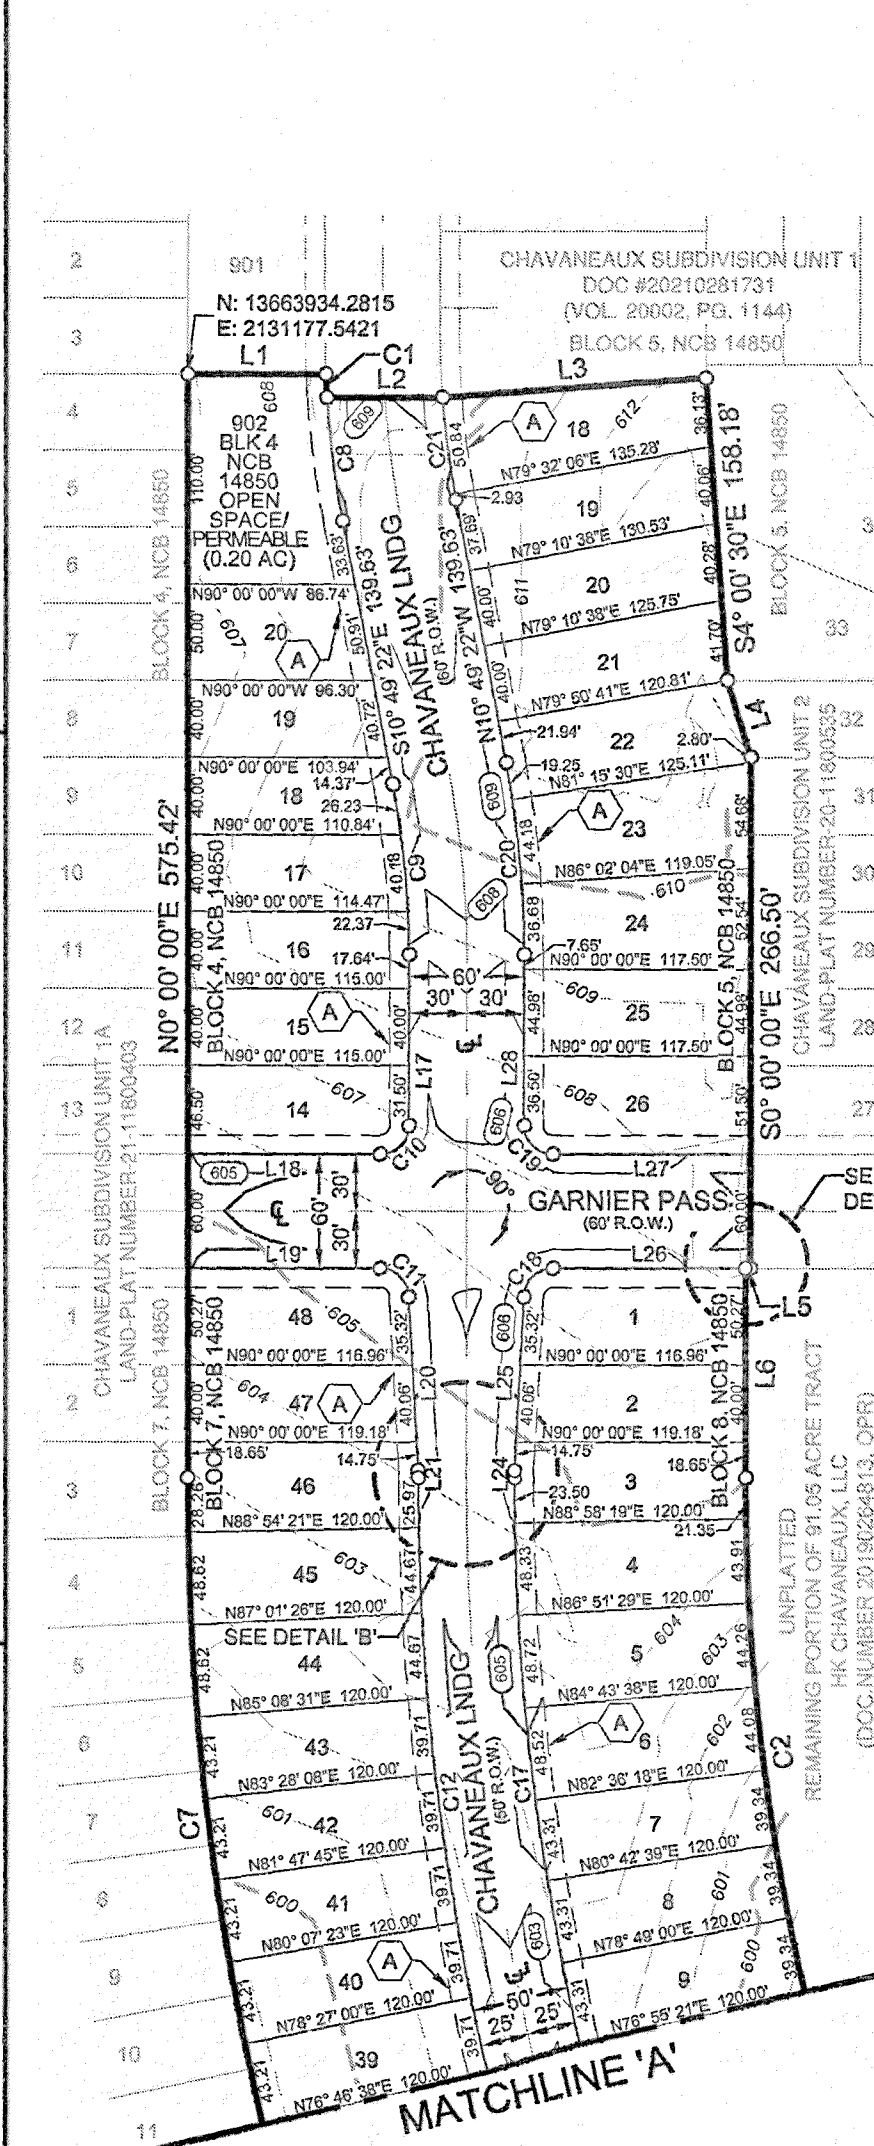 2
901
CHAVANEAUX SUBDIVISION UNIT 1
DOC #20210281731
(VOL. 20002, PG. 1144)
BLOCK 5, NCB 14850
N: 13663934.2815
E: 2131177.5421
3
L1
C1
L2
L3
4
608
902
BLK 4
NCB
14850
OPEN
SPACE/
PERMEABLE
(0.20 AC)
110.00
609
C8
C21
50.84
A
18
612
36.13'
N79° 32' 06"E 135.28'
2.93
5
19
40.06'
S4° 00' 30"E 158.18'
BLOCK 5, NCB 14850
BLOCK 4, NCB 14850
33.63'
139.63'
37.69'
N79° 10' 38"E 130.53'
6
N90° 00' 00"W 86.74'
20
611
40.28'
607
20
A
50.91'
S10° 49' 22"E 139.63'
CHAVANEAUX LNDG
(60' R.O.W.)
N10° 49' 22"W 139.63'
40.00'
N79° 10' 38"E 125.75'
7
50.00'
21
41.70'
33
N90° 00' 00"W 96.30'
40.00'
N79° 50' 41"E 120.81'
8
40.00'
19
40.72'
21.94'
22
2.80'
L4
32
N90° 00' 00"E 103.94'
14.37'
19.25
N81° 15' 30"E 125.11'
9
40.00'
18
26.23
609
A
23
54.68'
31
N90° 00' 00"E 110.84'
44.18
N0° 00' 00"E 575.42'
BLOCK 4, NCB 14850
10
40.00'
17
40.18
C9
C20
N86° 02' 04"E 119.05'
610
30
N90° 00' 00"E 114.47'
22.37
608
36.68
24
52.54'
CHAVANEAUX SUBDIVISION UNIT 2
LAND-PLAT NUMBER-20-11800535
11
40.00'
16
17.64'
7.65'
29
N90° 00' 00"E 115.00'
60'
N90° 00' 00"E 117.50'
30'
30'
609
12
40.00'
15
A
40.00'
44.98'
25
44.98'
BLOCK 5, NCB 14850
S0° 00' 00"E 266.50'
28
N90° 00' 00"E 115.00'
N90° 00' 00"E 117.50'
607
L17
L28
608
13
46.50'
14
31.50'
36.50'
26
51.50'
27
606
C10
C19
CHAVANEAUX SUBDIVISION UNIT 1A
LAND-PLAT NUMBER-21-11800403
605
L18
30'
60'
30'
60.00'
90°
L27
GARNIER PASS
(60' R.O.W.)
60.00'
SE
DE
L19
L26
C11
C18
L5
1
50.27'
48
605
35.32'
606
35.32'
1
50.27'
N90° 00' 00"E 116.96'
N90° 00' 00"E 116.96'
604
L20
L25
L6
2
40.00'
47
A
40.06'
40.06'
2
40.00'
BLOCK 7, NCB 14850
BLOCK 7, NCB 14850
BLOCK 8, NCB 14850
N90° 00' 00"E 119.18'
N90° 00' 00"E 119.18'
18.65'
14.75'
14.75'
18.65'
3
46
L21
L24
3
28.26'
25.97
23.50
N88° 54' 21"E 120.00'
N88° 58' 19"E 120.00'
21.35
603
4
48.62
45
44.67
48.33
4
43.91
N87° 01' 26"E 120.00'
N86° 51' 29"E 120.00'
UNPLATTED
REMAINING PORTION OF 91.05 ACRE TRACT
HK CHAVANEAUX, LLC
(DOC.NUMBER 20190264813, OPR)
SEE DETAIL 'B'
604
5
48.62
44
44.67
605
48.72
5
603
44.26
N85° 08' 31"E 120.00'
N84° 43' 38"E 120.00'
6
43.21
43
39.71
CHAVANEAUX LNDG
(50' R.O.W.)
48.52
A
6
602
44.08
C2
N83° 28' 08"E 120.00'
N82° 36' 18"E 120.00'
C12
C17
7
C7
43.21
601
42
39.71
43.31
7
39.34
N81° 47' 45"E 120.00'
N80° 42' 39"E 120.00'
8
43.21
600
41
39.71
43.31
8
601
39.34
N80° 07' 23"E 120.00'
603
N78° 49' 00"E 120.00'
9
43.21
40
A
39.71
50'
43.31
9
600
39.34
N78° 27' 00"E 120.00'
25'
25'
N76° 55' 21"E 120.00'
10
43.21
39
39.71
N76° 46' 38"E 120.00'
MATCHLINE 'A'
11